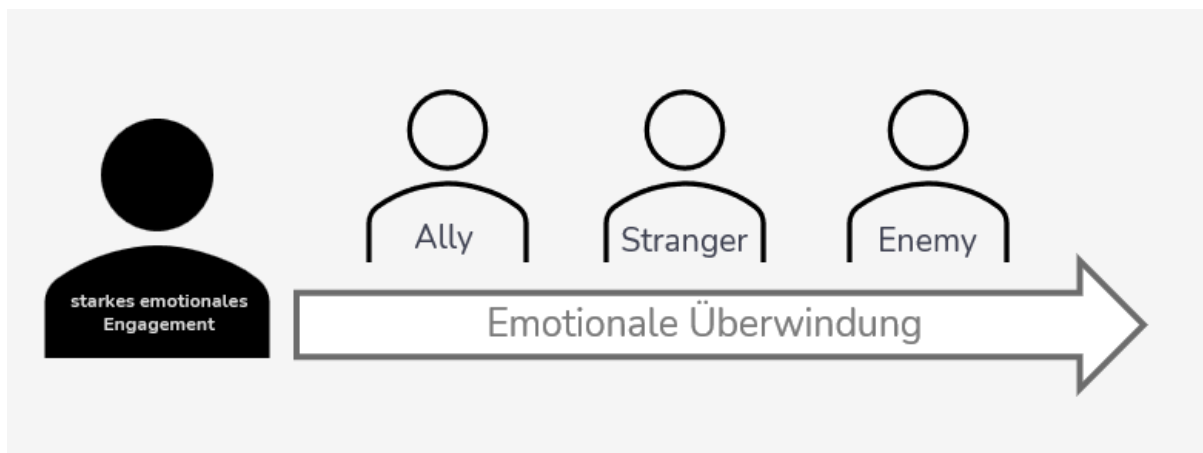 Ally
Stranger
Enemy
starkes emotionales
Engagement
Emotionale Überwindung